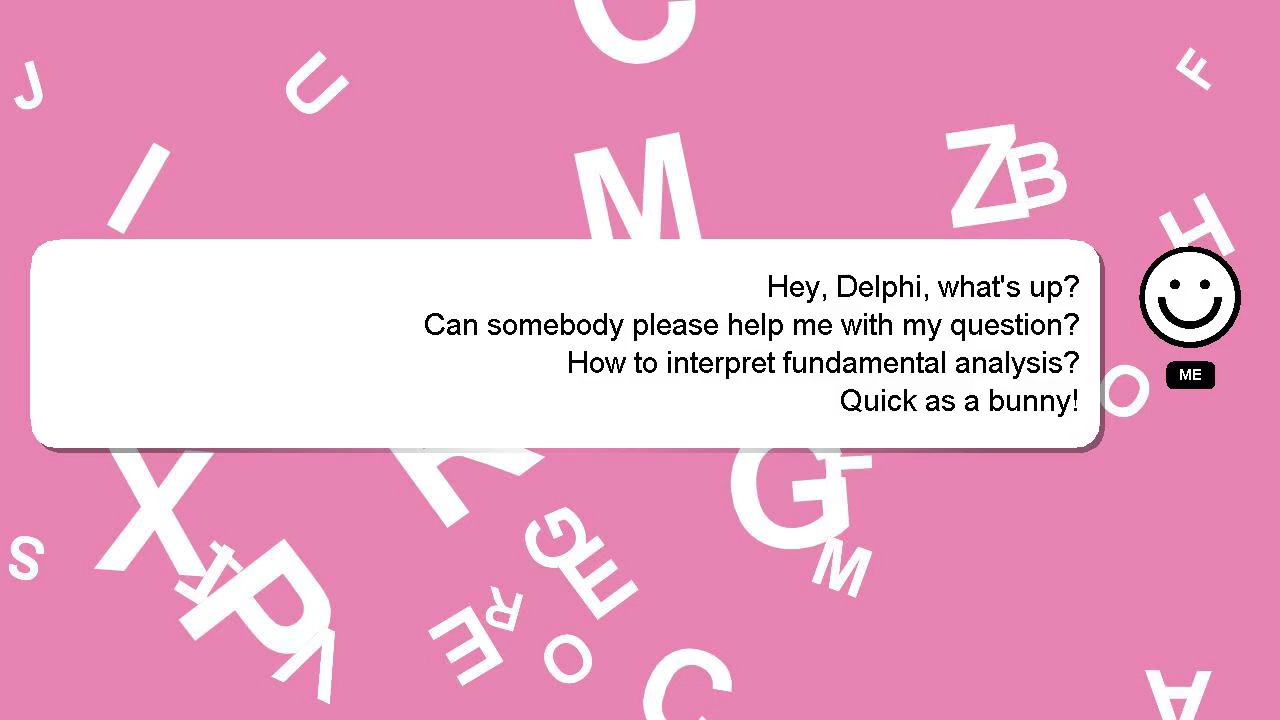 C
J
U
F
I
M
Z
B
H
Hey, Delphi, what's up?
Can somebody please help me with my question?
How to interpret fundamental analysis?
Quick as a bunny!
ME
O
X
G
S
G
E
M
P
V
E
R
O
C
A